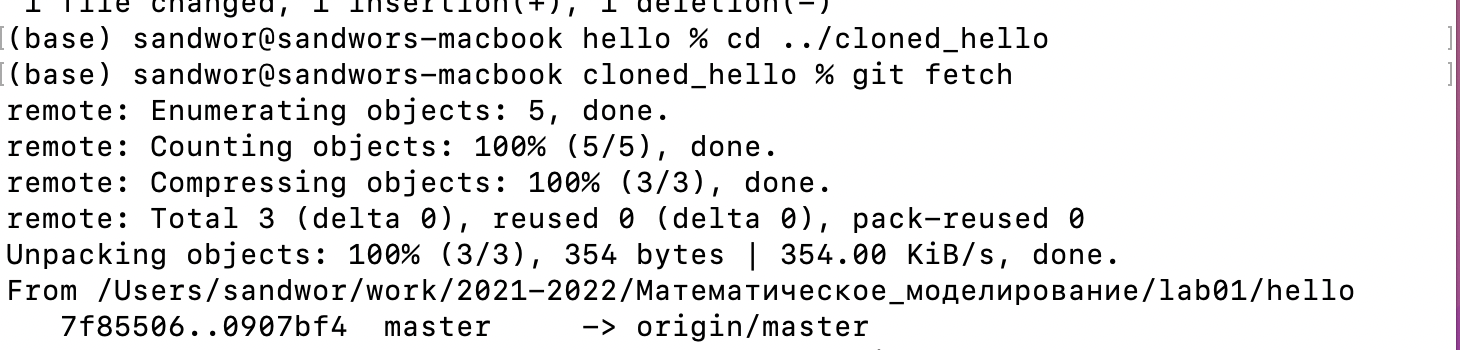 1 file changed, 1 insertion(+), 1 deletion(-)
[(base) sandwor@sandwors-macbook hello % cd ../cloned_hello ]
[(base) sandwor@sandwors-macbook cloned_hello % git fetch ]
remote: Enumerating objects: 5, done.
remote: Counting objects: 100% (5/5), done.
remote: Compressing objects: 100% (3/3), done.
remote: Total 3 (delta 0), reused 0 (delta 0), pack-reused 0
Unpacking objects: 100% (3/3), 354 bytes | 354.00 KiB/s, done.
From /Users/sandwor/work/2021-2022/Математическое_моделирование/lab01/hello
   7f85506..0907bf4  master     -> origin/master